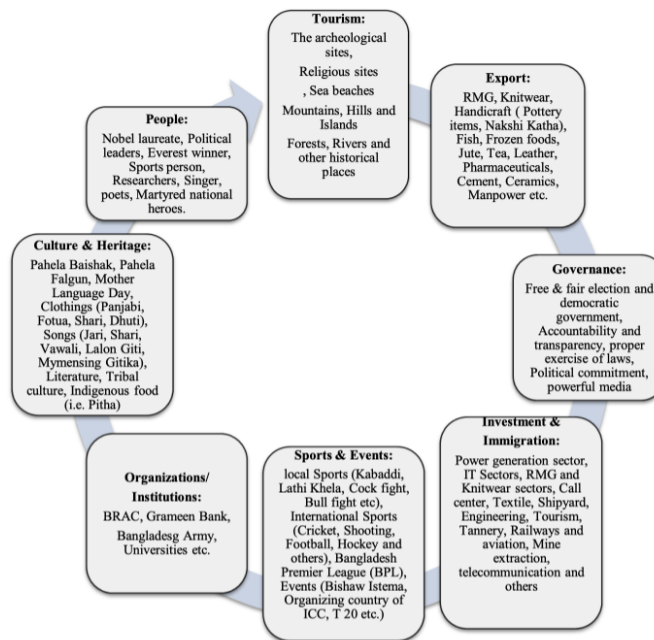 Tourism:
The archeological
sites,
Religious sites
, Sea beaches
Mountains, Hills and
Islands
Forests, Rivers and
other historical
places
Export:
RMG, Knitwear,
Handicraft ( Pottery
items, Nakshi Katha),
Fish, Frozen foods,
Jute, Tea, Leather,
Pharmaceuticals,
Cement, Ceramics,
Manpower etc.
Governance:
Free & fair election and
democratic
government,
Accountability and
transparency, proper
exercise of laws,
Political commitment,
powerful media
Investment &
Immigration:
Power generation sector,
IT Sectors, RMG and
Knitwear sectors, Call
center, Textile, Shipyard,
Engineering, Tourism,
Tannery, Railways and
aviation, Mine
extraction,
telecommunication and
others
Sports & Events:
local Sports (Kabaddi,
Lathi Khela, Cock fight,
Bull fight etc),
International Sports
(Cricket, Shooting,
Football, Hockey and
others), Bangladesh
Premier League (BPL),
Events (Bishaw Istema,
Organizing country of
ICC, T 20 etc.)
Organizations/
Institutions:
BRAC, Grameen Bank,
Bangladesg Army,
Universities etc.
Culture & Heritage:
Pahela Baishak, Pahela
Falgun, Mother
Language Day,
Clothings (Panjabi,
Fotua, Shari, Dhuti),
Songs (Jari, Shari,
Vawali, Lalon Giti,
Mymensing Gitika),
Literature, Tribal
culture, Indigenous food
(i.e. Pitha)
People:
Nobel laureate, Political
leaders, Everest winner,
Sports person,
Researchers, Singer,
poets, Martyred national
heroes.